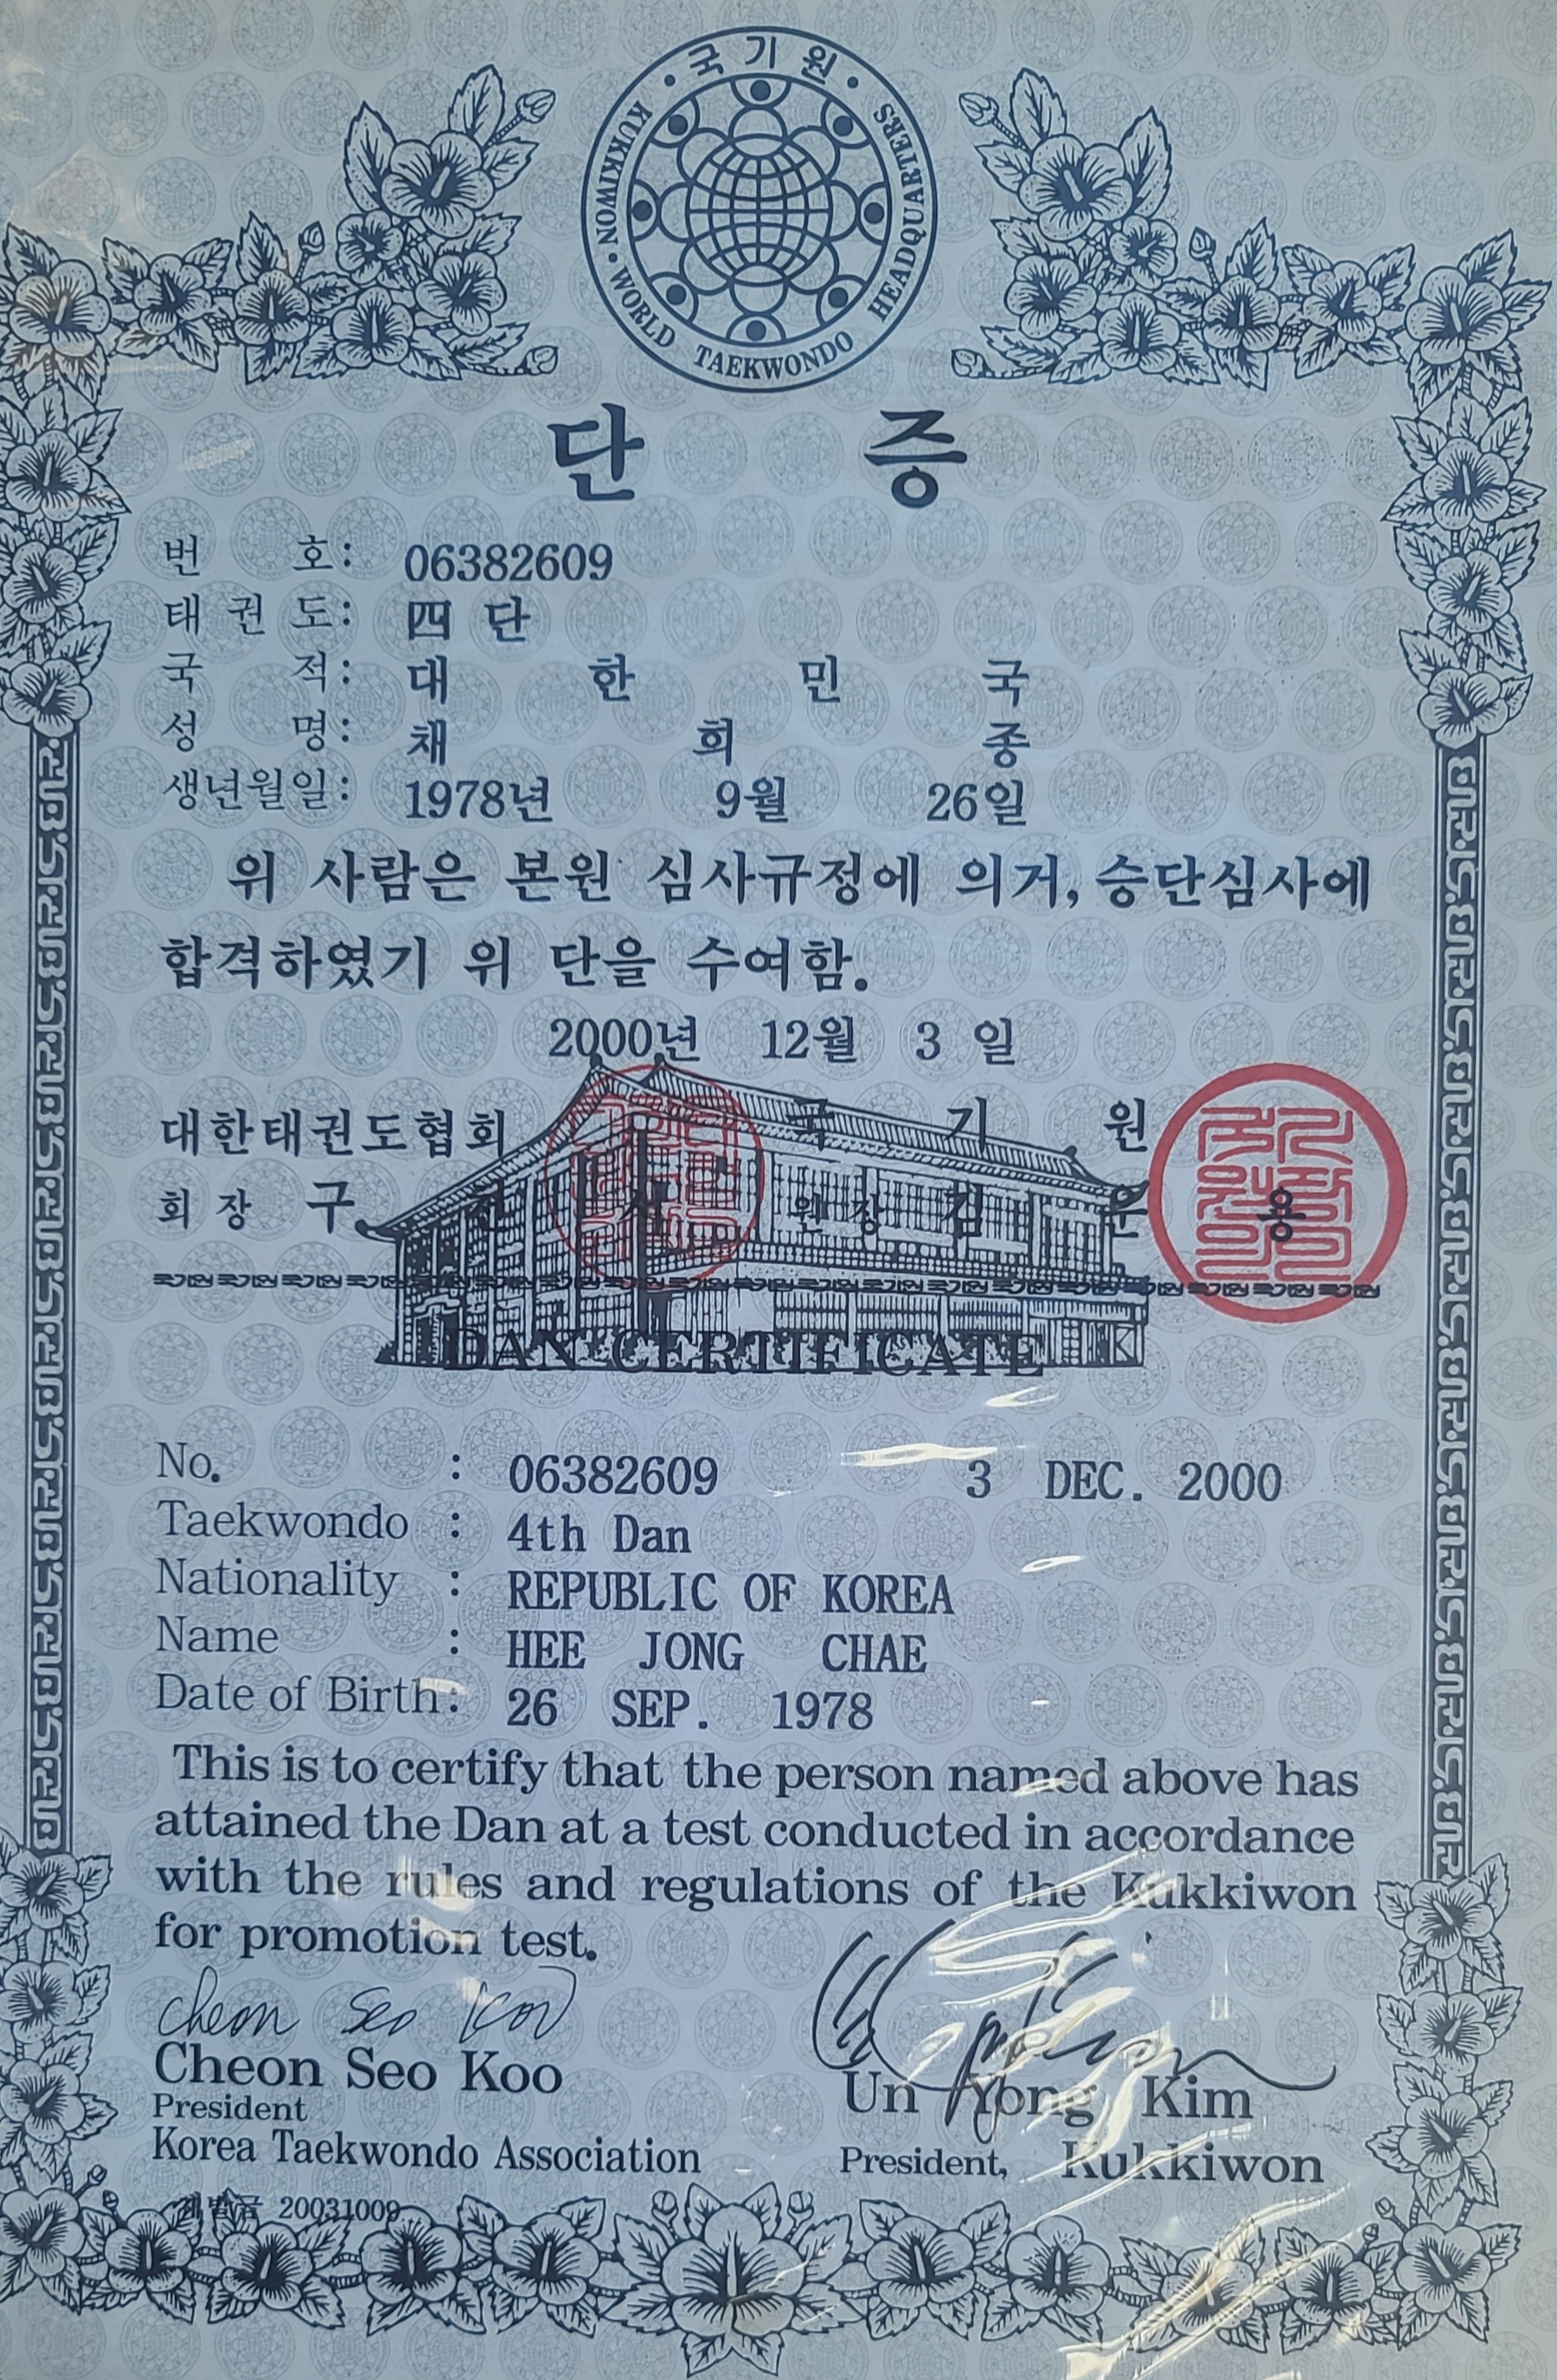 국기원
KUKKIWON · WORLD TAEKWONDO HEADQUARTERS
단 증
번 호: 06382609
태권도: 四 단
국 적: 대 한 민 국
성 명: 채 희 종
생년월일: 1978년 9월 26일
위 사람은 본원 심사규정에 의거, 승단심사에
합격하였기 위 단을 수여함.
2000년 12월 3 일
대한태권도협회 국 기 원
회장 구 천 서 원장 김 운 용
DAN CERTIFICATE
No. : 06382609 3 DEC. 2000
Taekwondo : 4th Dan
Nationality : REPUBLIC OF KOREA
Name : HEE JONG CHAE
Date of Birth: 26 SEP. 1978
This is to certify that the person named above has
attained the Dan at a test conducted in accordance
with the rules and regulations of the Kukkiwon
for promotion test.
Cheon Seo Koo
Cheon Seo Koo Un Yong Kim
President
Korea Taekwondo Association President, Kukkiwon
재발급 20031009